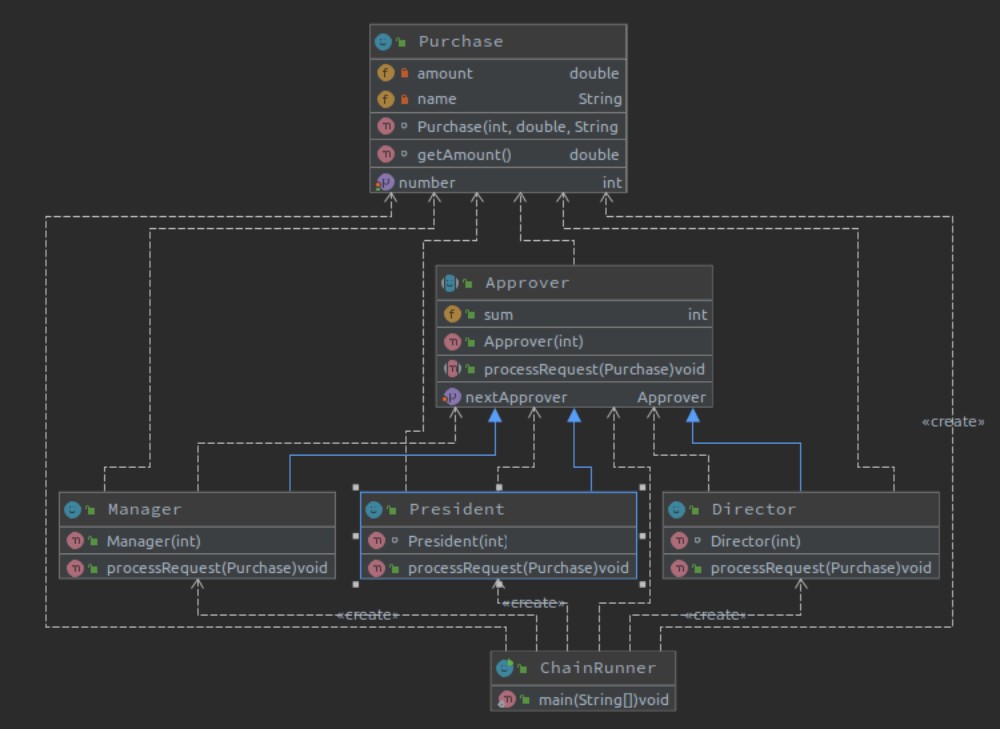 Purchase
amount double
name String
Purchase(int, double, String
getAmount() double
number int
Approver
sum int
Approver(int)
processRequest(Purchase)void
nextApprover Approver
«create»
Manager
Manager(int)
processRequest(Purchase)void
President
President(int)
processRequest(Purchase)void
Director
Director(int)
processRequest(Purchase)void
«create»
«create»
«create»
ChainRunner
main(String[])void